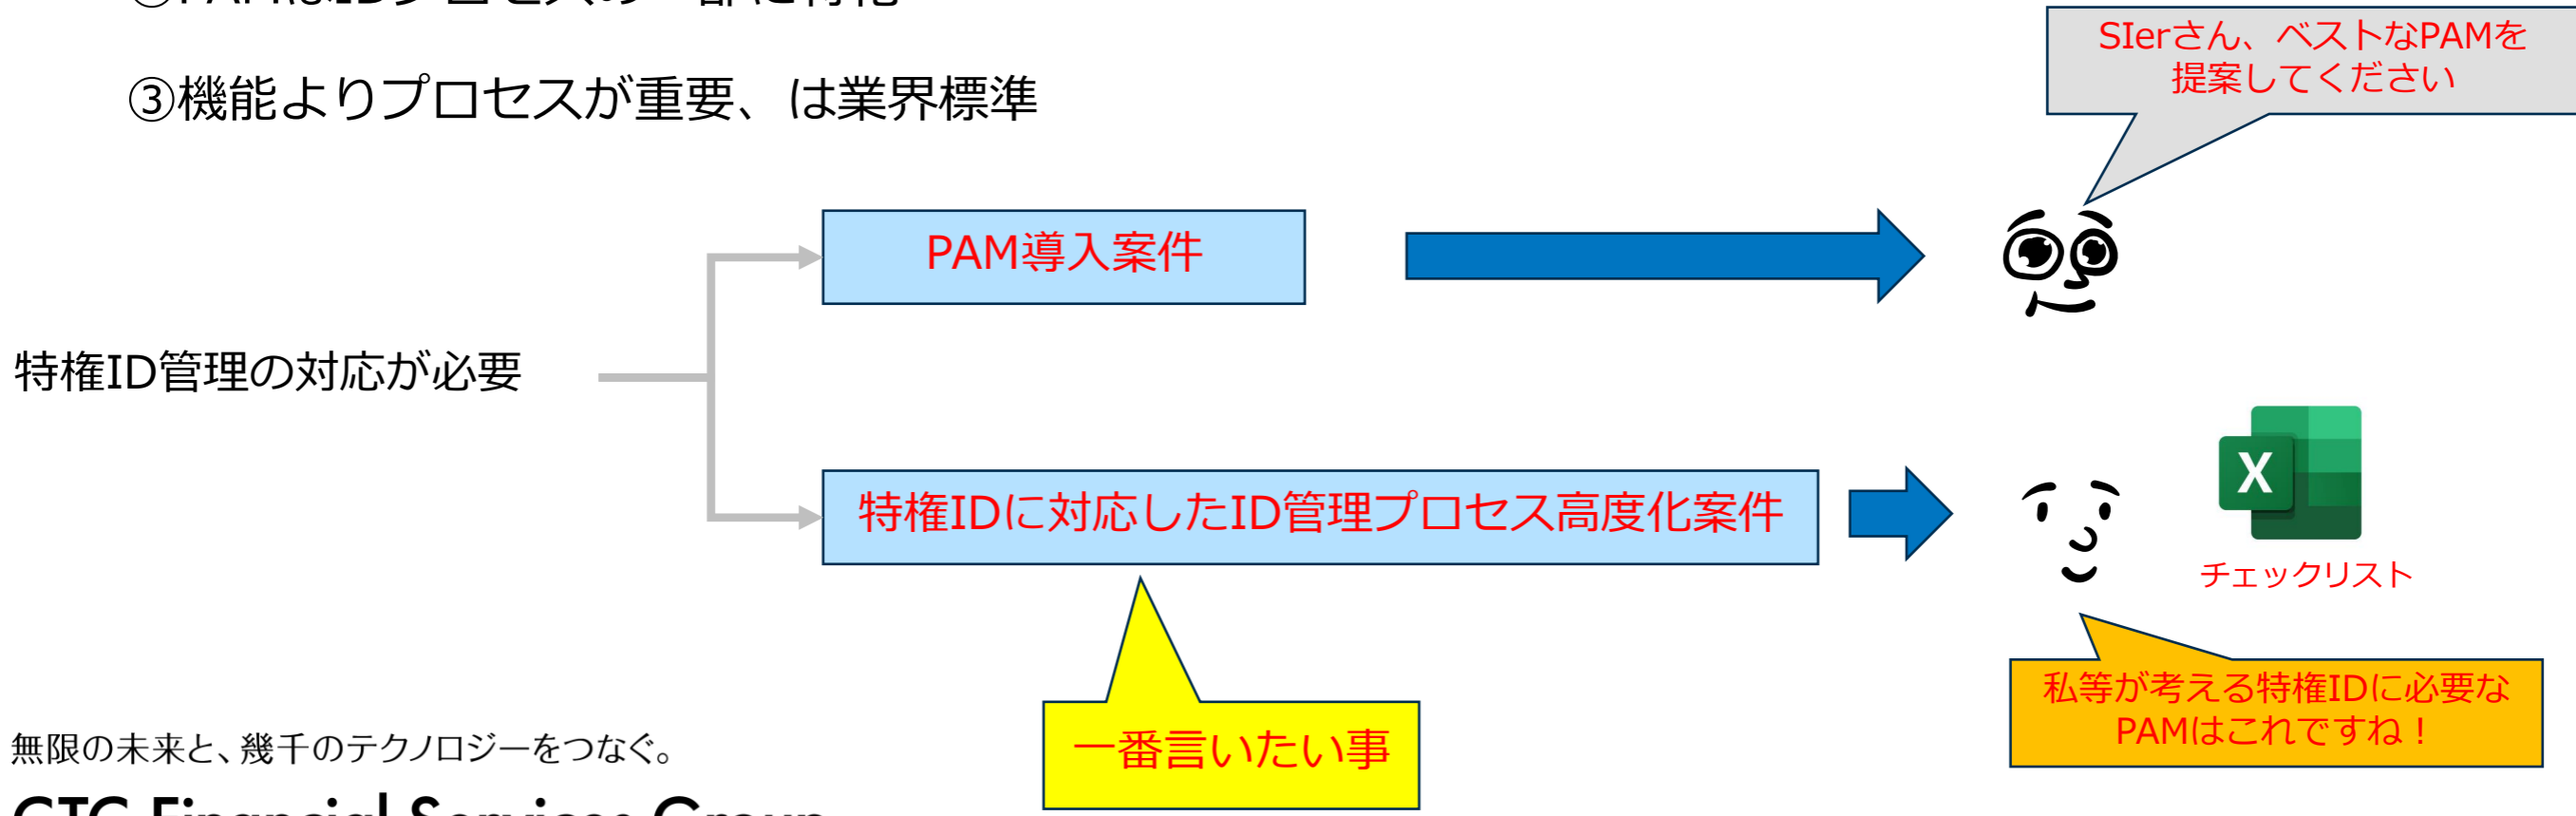 ③機能よりプロセスが重要、は業界標準
SIerさん、ベストなPAMを
提案してください
PAM導入案件
特権ID管理の対応が必要
特権IDに対応したID管理プロセス高度化案件
X
チェックリスト
一番言いたい事
私等が考える特権IDに必要な
PAMはこれですね！
無限の未来と、幾千のテクノロジーをつなぐ。
CTC Financial Services Group